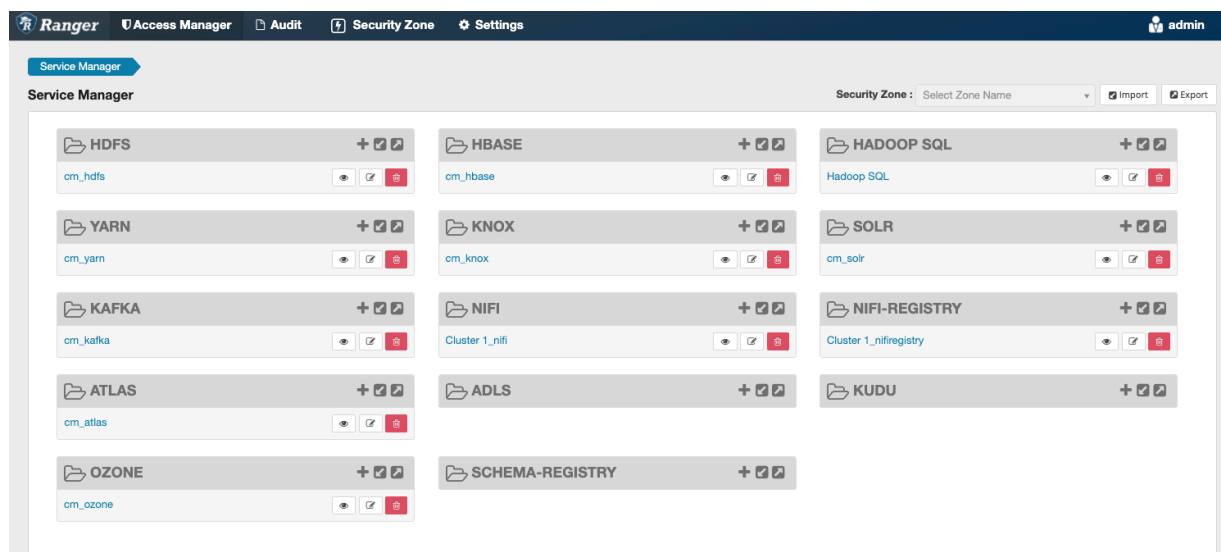 Ranger Access Manager Audit Security Zone Settings admin
Service Manager
Service Manager Security Zone : Select Zone Name Import Export
HDFS HBASE HADOOP SQL
cm_hdfs cm_hbase Hadoop SQL
YARN KNOX SOLR
cm_yarn cm_knox cm_solr
KAFKA NIFI NIFI-REGISTRY
cm_kafka Cluster 1_nifi Cluster 1_nifiregistry
ATLAS ADLS KUDU
cm_atlas
OZONE SCHEMA-REGISTRY
cm_ozone